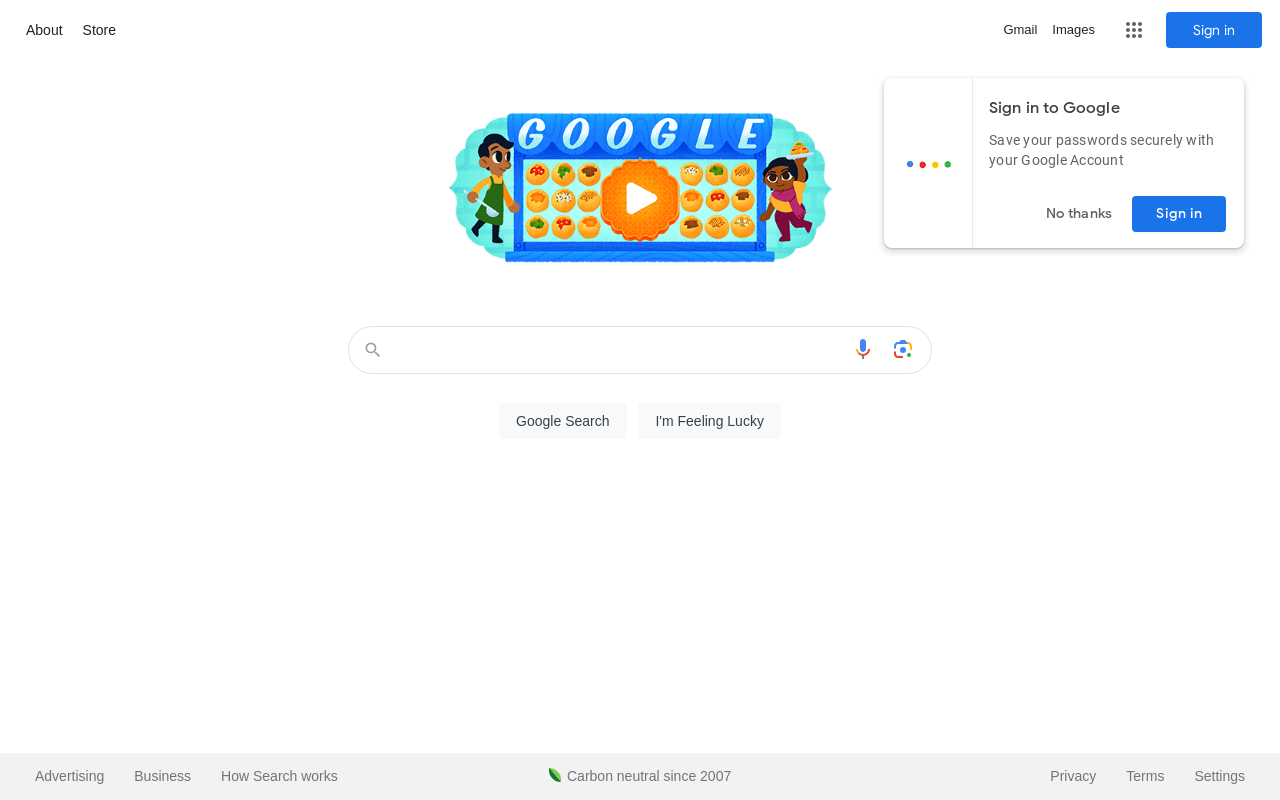 About Store
Gmail Images Sign in
GOOGLE
Sign in to Google
Save your passwords securely with
your Google Account
No thanks Sign in
Google Search I'm Feeling Lucky
Advertising Business How Search works Carbon neutral since 2007 Privacy Terms Settings